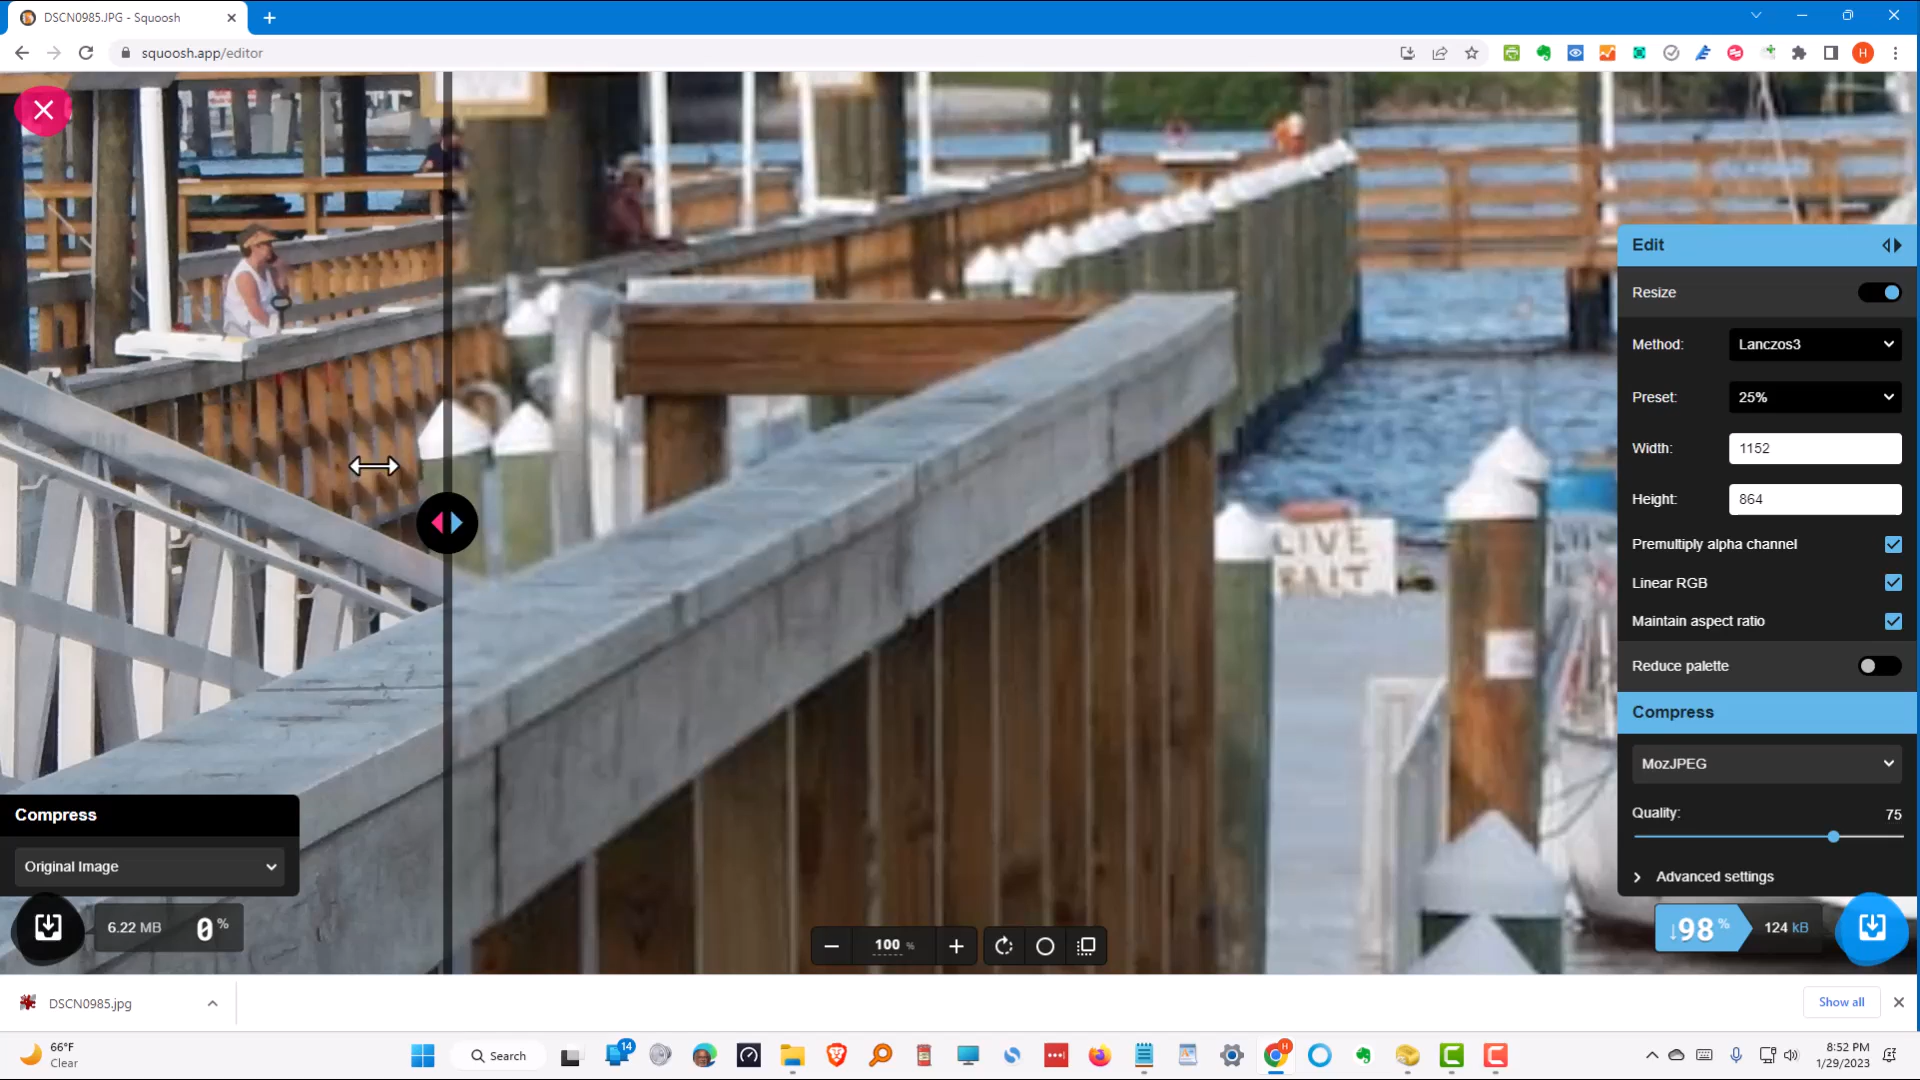 DSCN0985.JPG - Squoosh
squoosh.app/editor
H
Edit
Resize
Method:
Lanczos3
Preset:
25%
Width:
1152
Height:
864
Premultiply alpha channel
Linear RGB
Maintain aspect ratio
Reduce palette
Compress
MozJPEG
Quality:
75
Advanced settings
LIVE
BAIT
Compress
Original Image
6.22 MB
0 %
100 %
↓98 %
124 kB
DSCN0985.jpg
Show all
66°F
Clear
Search
14
8:52 PM
1/29/2023